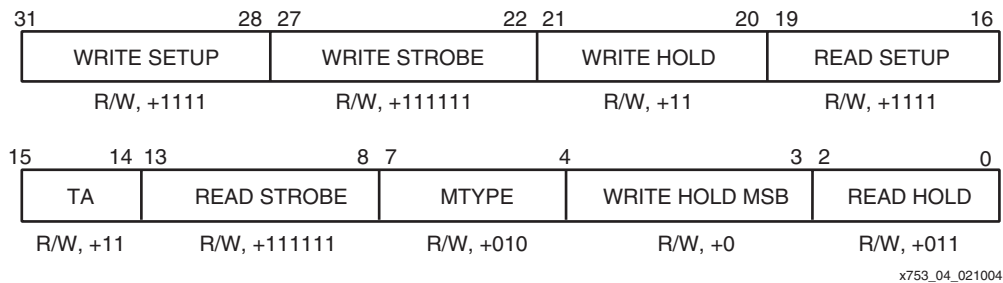 31 28 27 22 21 20 19 16
WRITE SETUP WRITE STROBE WRITE HOLD READ SETUP
R/W, +1111 R/W, +111111 R/W, +11 R/W, +1111
15 14 13 8 7 4 3 2 0
TA READ STROBE MTYPE WRITE HOLD MSB READ HOLD
R/W, +11 R/W, +111111 R/W, +010 R/W, +0 R/W, +011
x753_04_021004